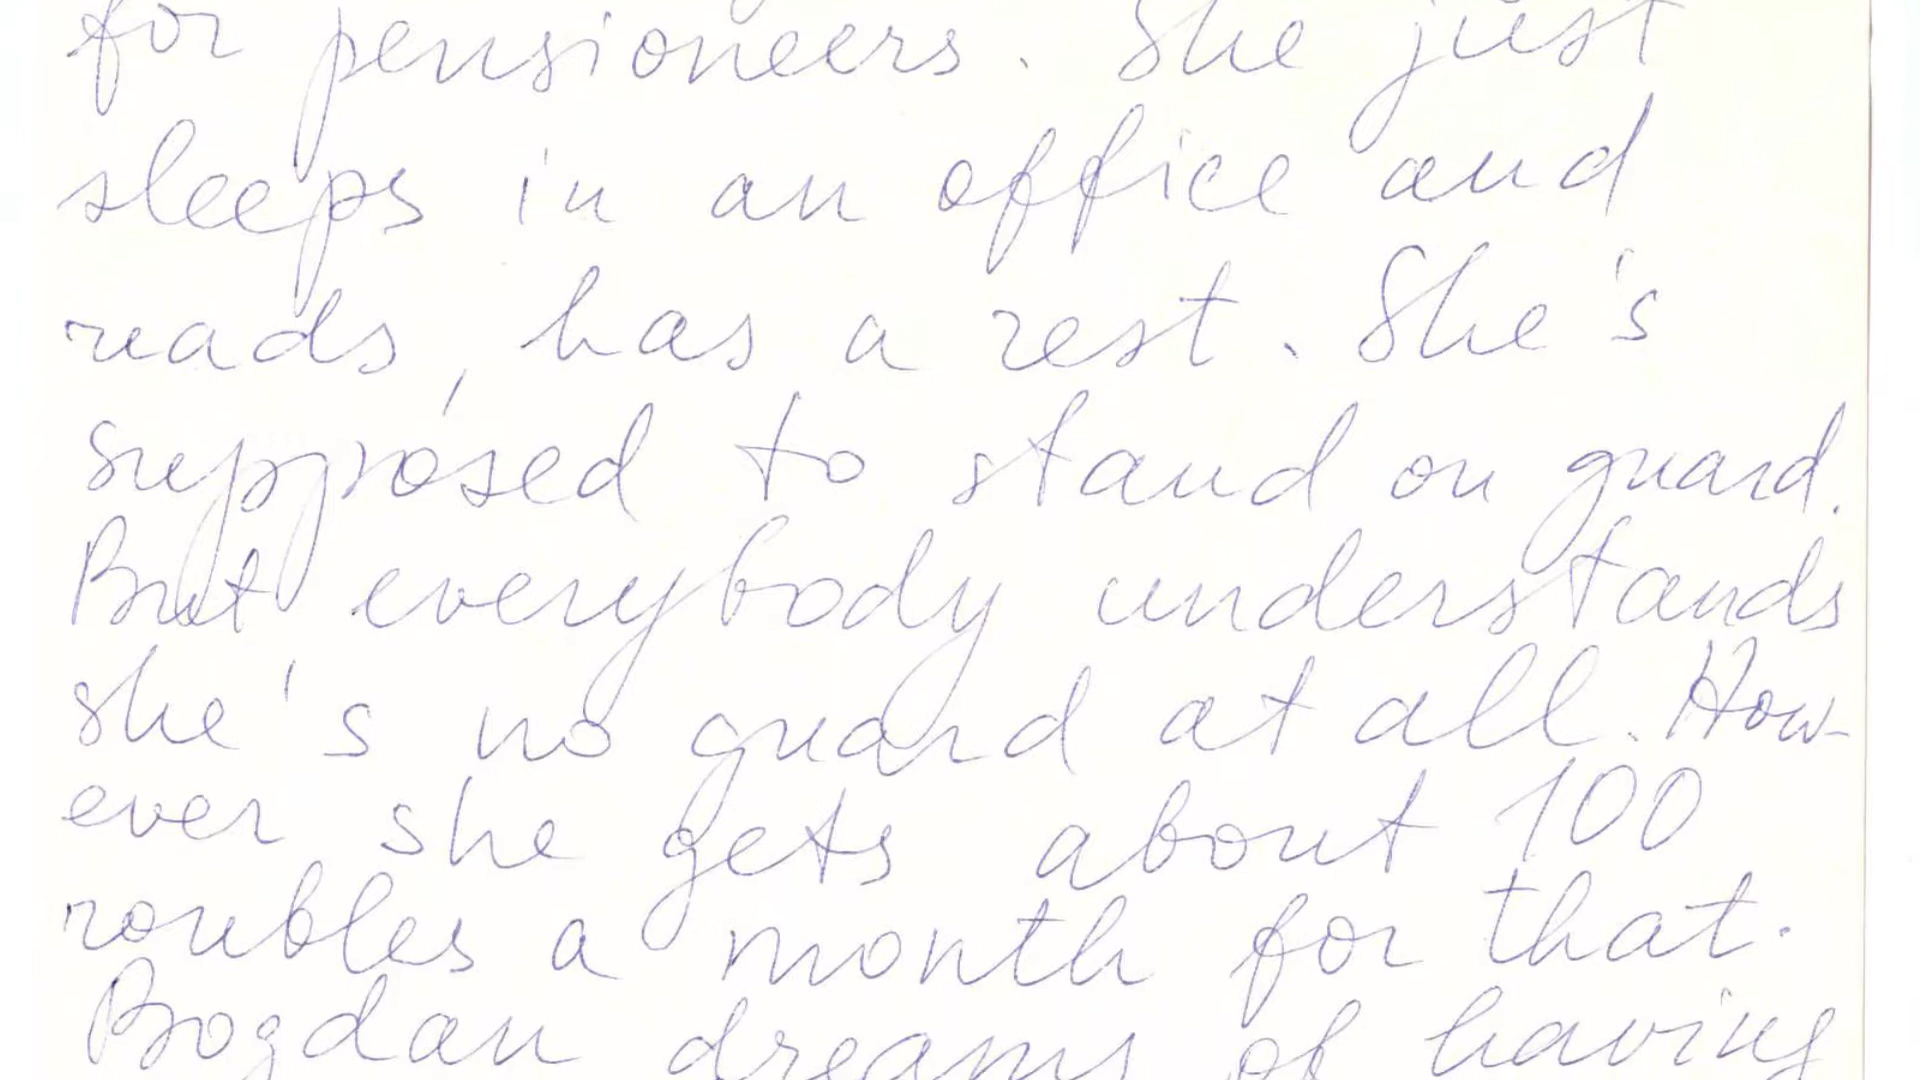 for pensioners. She just
sleeps in an office and
reads, has a rest. She's
supposed to stand on guard.
But everybody understands
she's no guard at all. How-
ever she gets about 100
roubles a month for that.
Bogdan dreams of having